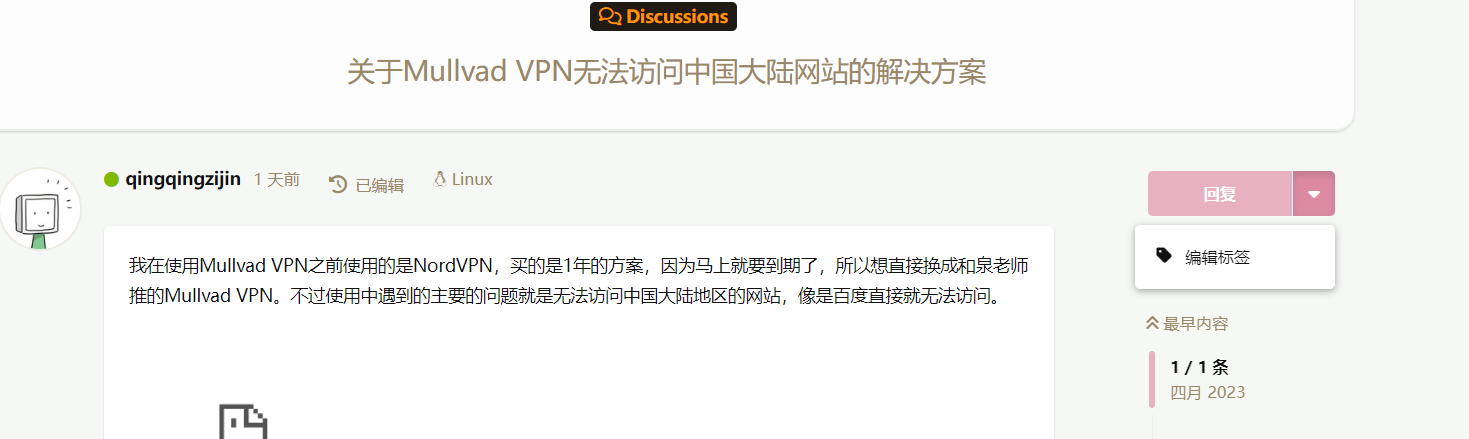 Discussions
关于Mullvad VPN无法访问中国大陆网站的解决方案
qingqingzijin 1 天前 已编辑 Linux
回复
我在使用Mullvad VPN之前使用的是NordVPN，买的是1年的方案，因为马上就要到期了，所以想直接换成和泉老师
推的Mullvad VPN。不过使用中遇到的主要的问题就是无法访问中国大陆地区的网站，像是百度直接就无法访问。
编辑标签
最早内容
1 / 1 条
四月 2023